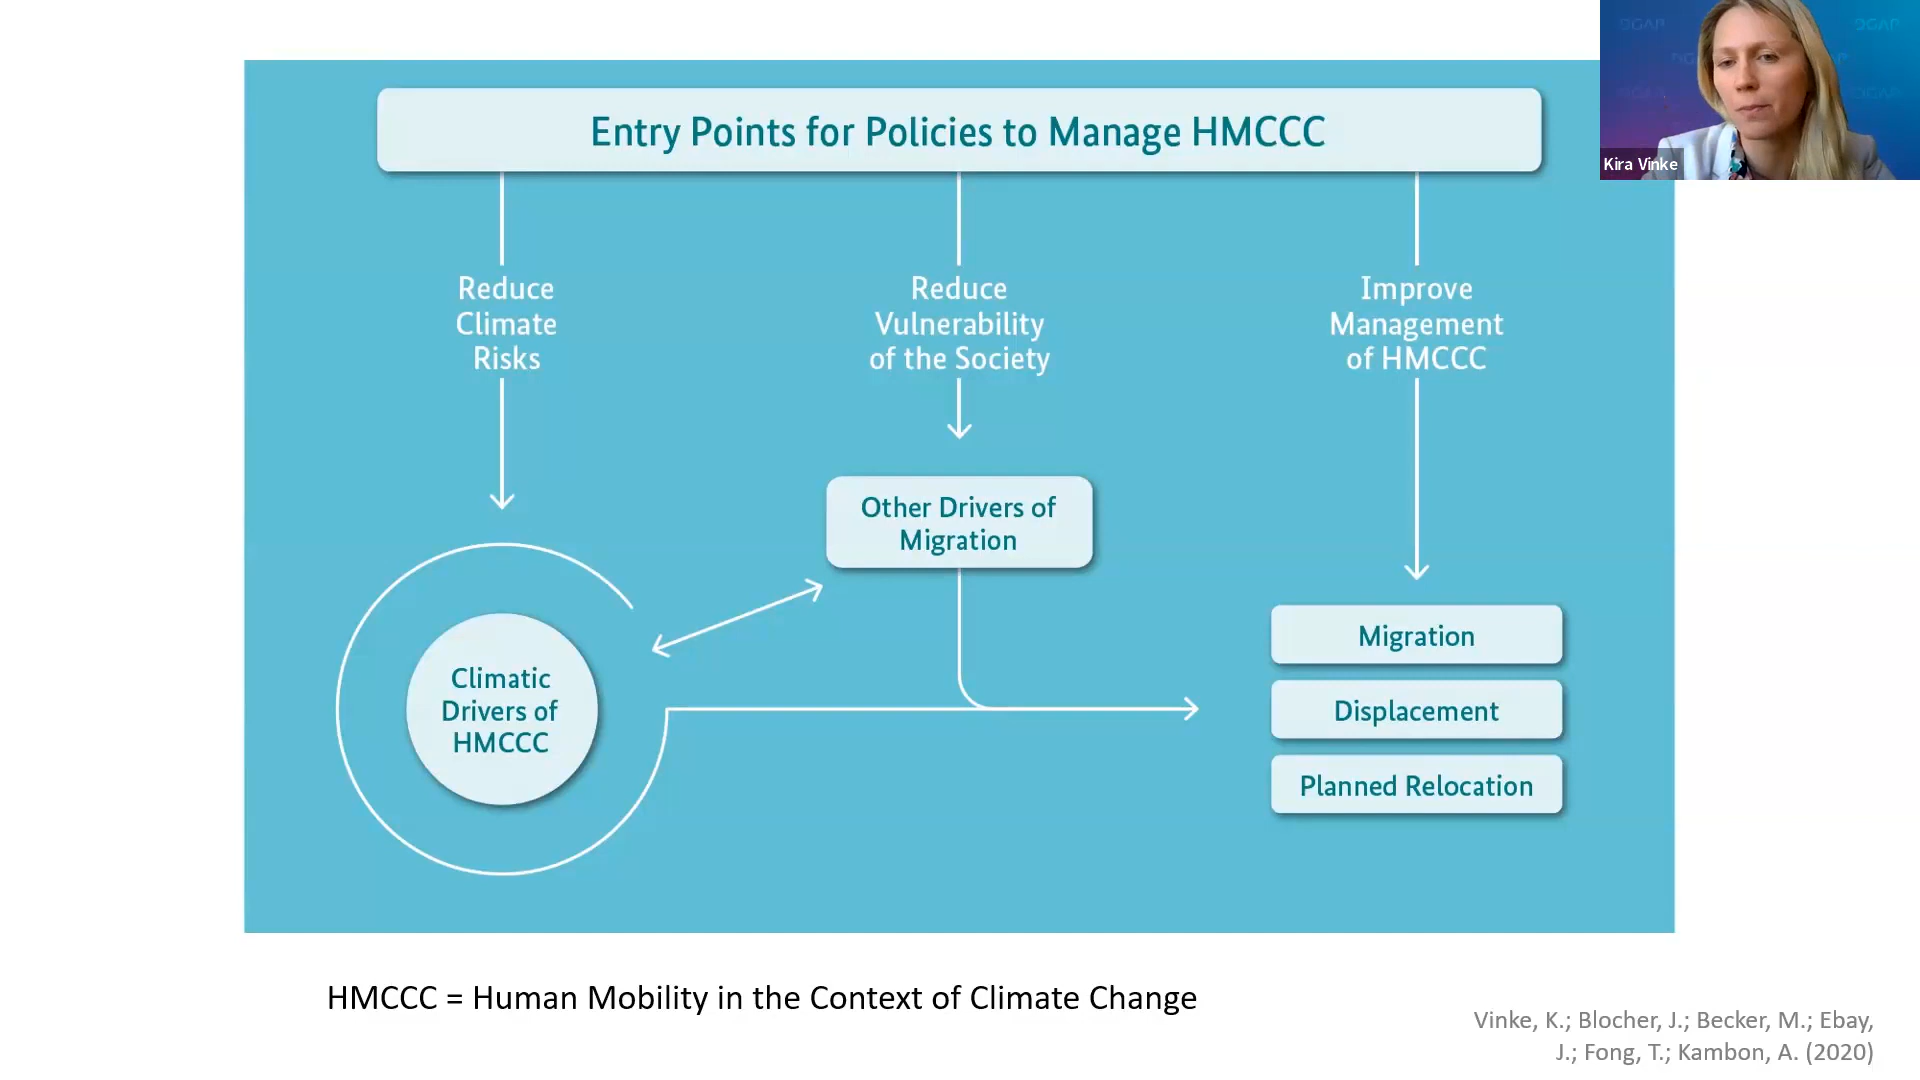 Entry Points for Policies to Manage HMCCC
Reduce
Climate
Risks
Reduce
Vulnerability
of the Society
Improve
Management
of HMCCC
Other Drivers of
Migration
Climatic
Drivers of
HMCCC
Migration
Displacement
Planned Relocation
HMCCC = Human Mobility in the Context of Climate Change
Vinke, K.; Blocher, J.; Becker, M.; Ebay,
J.; Fong, T.; Kambon, A. (2020)
DGAP
DGAP
Kira Vinke